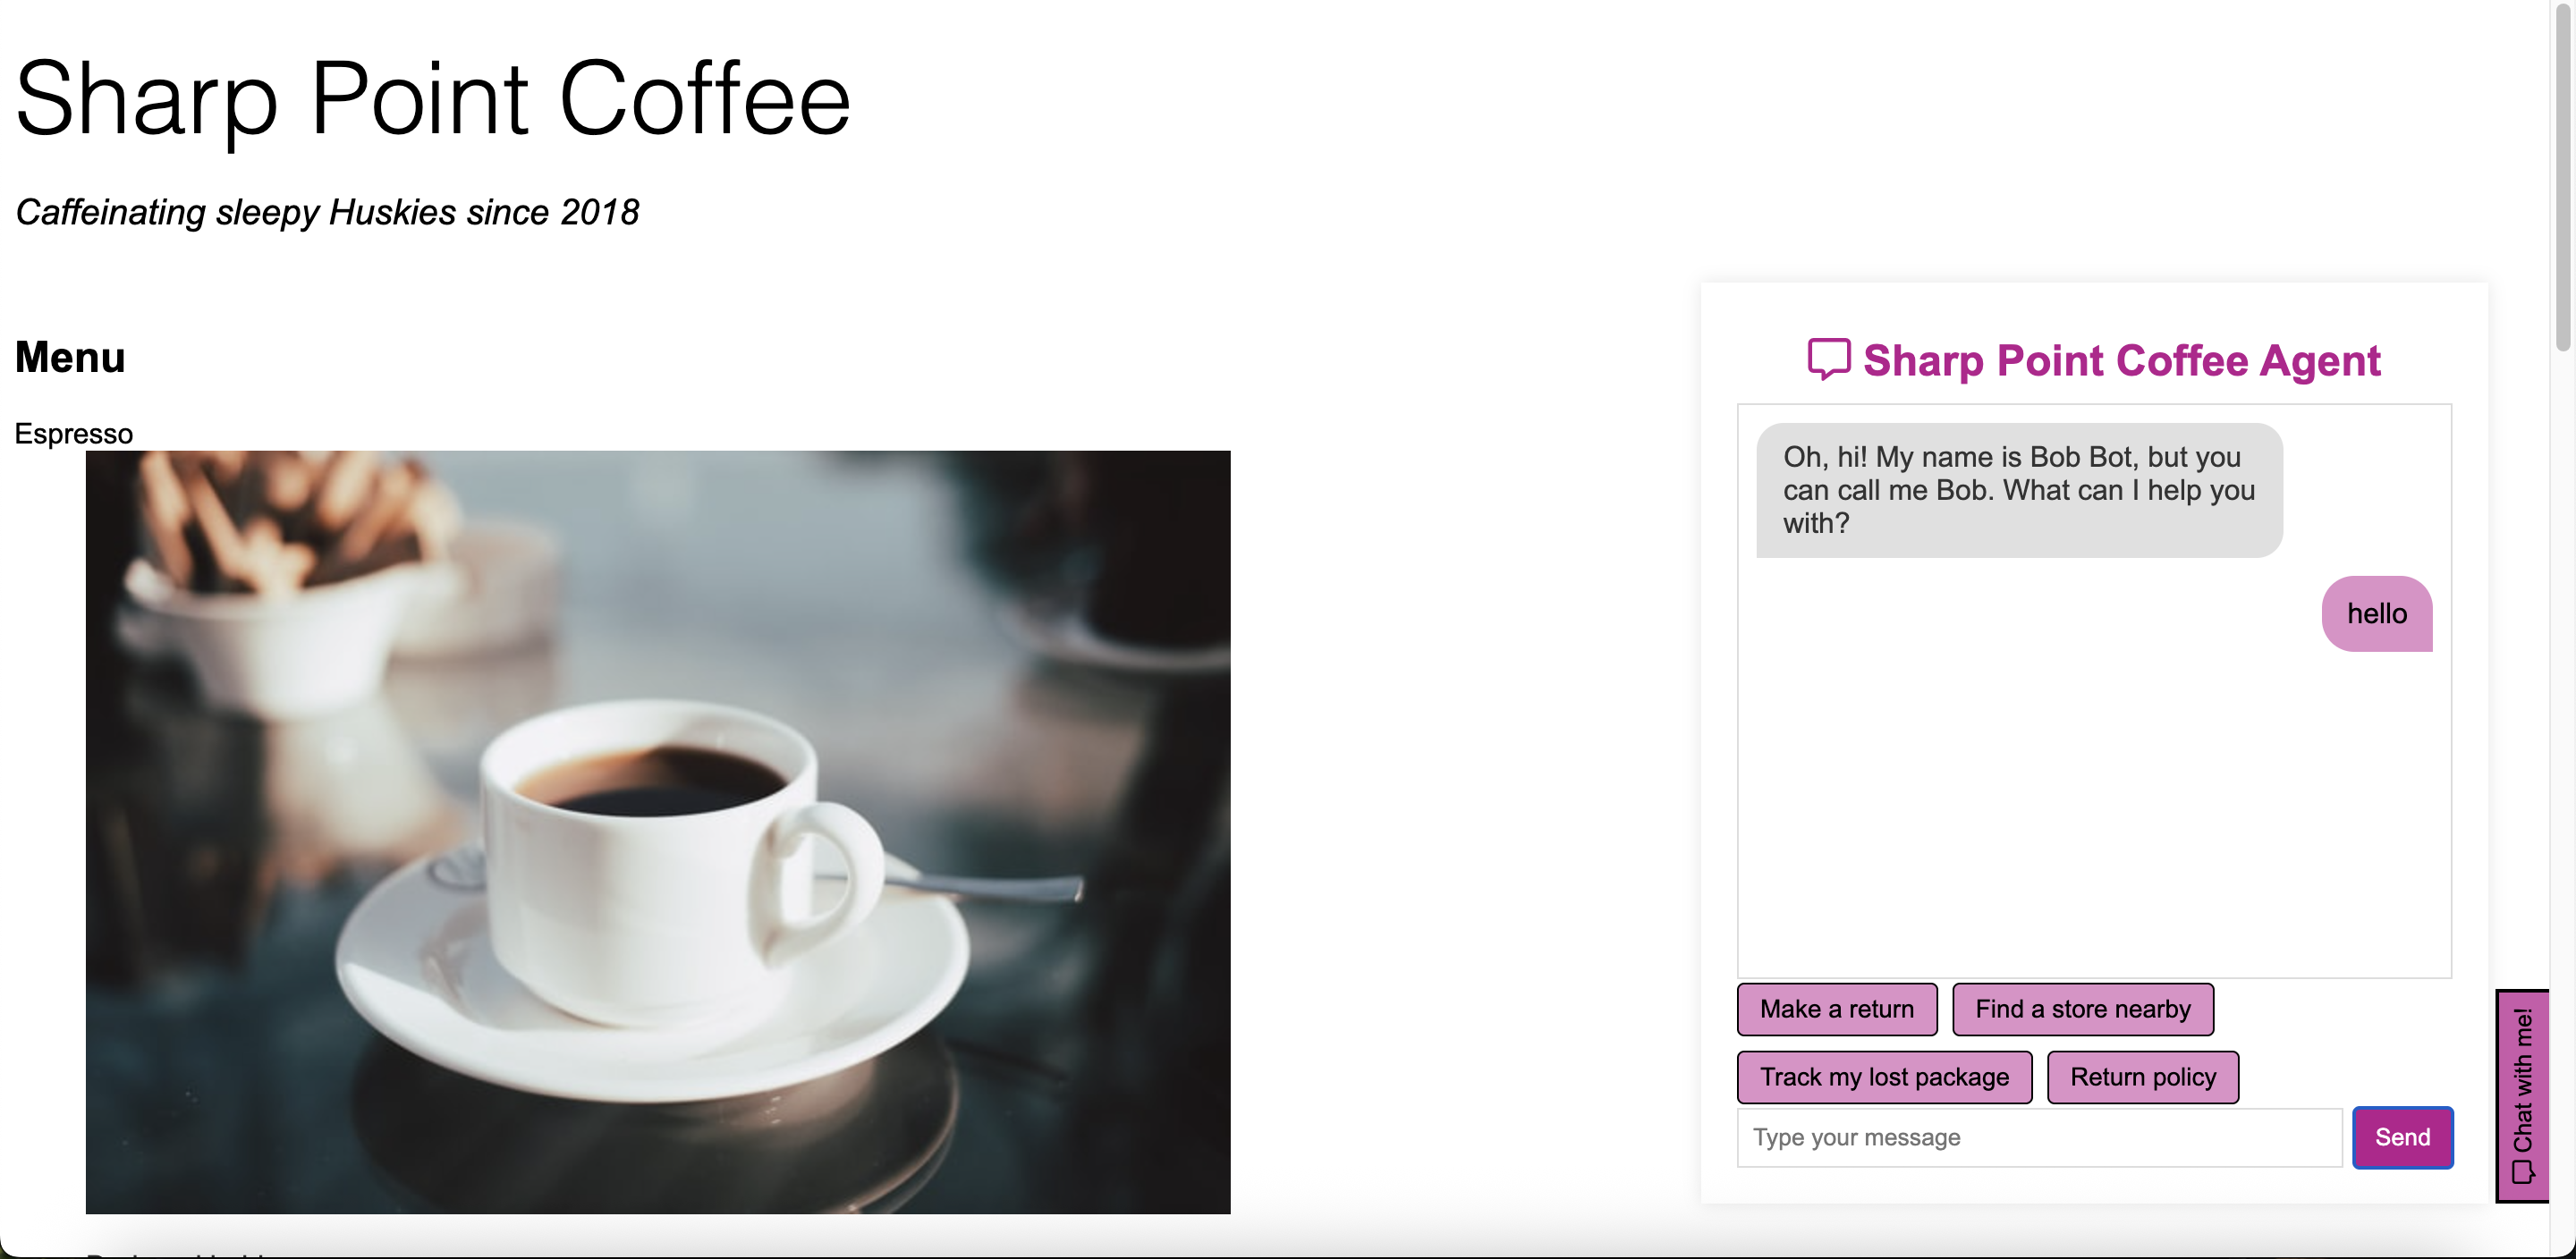 Sharp Point Coffee
Caffeinating sleepy Huskies since 2018
Menu
Espresso
Sharp Point Coffee Agent
Oh, hi! My name is Bob Bot, but you
can call me Bob. What can I help you
with?
hello
Make a return
Find a store nearby
Track my lost package
Return policy
Type your message
Send
Chat with me!